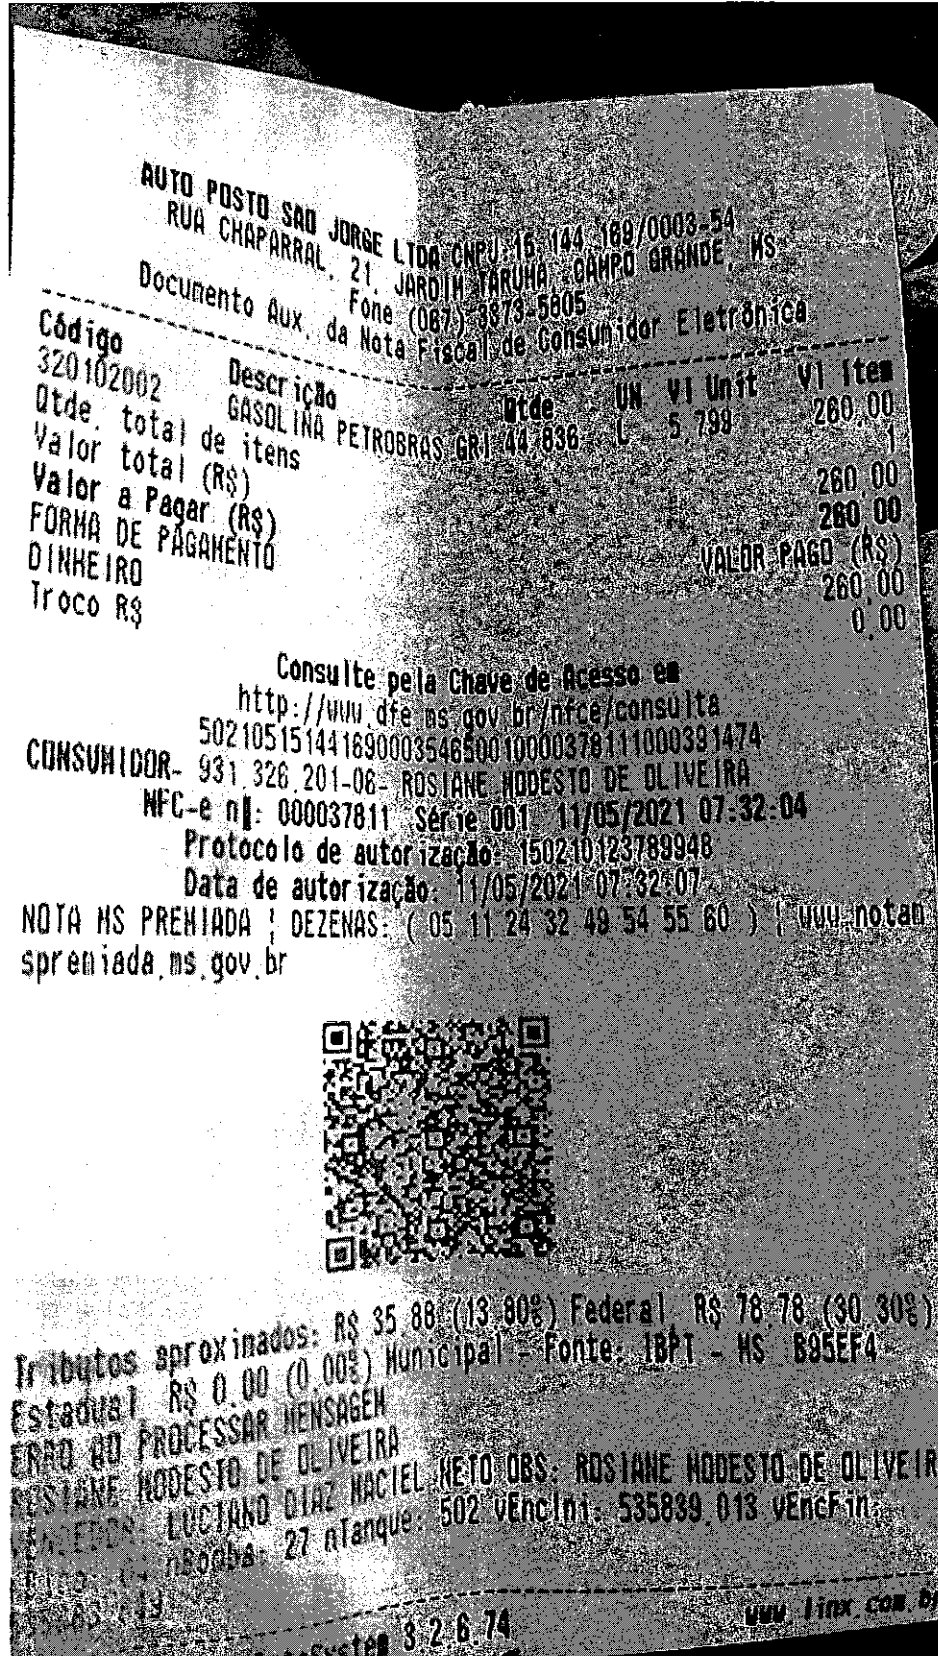 AUTO POSTO SAO JORGE LTDA CNPJ: 15.144.189/0003-54
RUA CHAPARRAL, 21, JARDIM TARUMA, CAMPO GRANDE, MS
Fone (067) 3373-5805
Documento Aux. da Nota Fiscal de Consumidor Eletrônica
Código Descrição Qtde UN Vl Unit Vl Item
320102002 GASOLINA PETROBRAS GRI 44,836 L 5,799 260,00
Qtde. total de itens 1
Valor total (R$) 260,00
Valor a Pagar (R$) 260,00
FORMA DE PAGAMENTO VALOR PAGO (R$)
DINHEIRO 260,00
Troco R$ 0,00
Consulte pela Chave de Acesso em
http://www.dfe.ms.gov.br/nfce/consulta
CONSUMIDOR- 931.326.201-06- ROSIANE MODESTO DE OLIVEIRA
NFC-e n: 000037811 Série 001 11/05/2021 07:32:04
Protocolo de autorização: 150210123789948
Data de autorização: 11/05/2021 07:32:07
NOTA MS PREMIADA | DEZENAS: ( 05 11 24 32 49 54 55 60 ) | www.notam
spremiada.ms.gov.br
Tributos aproximados: R$ 35,88 (13,80%) Federal, R$ 78,78 (30,30%)
Estadual, R$ 0,00 (0,00%) Municipal - Fonte: IBPT - MS B95EF4
ERRO AO PROCESSAR MENSAGEM
ROSIANE MODESTO DE OLIVEIRA
VENDEDOR: LUCIANO DIAZ MACIEL NETO OBS: ROSIANE MODESTO DE OLIVEIR
nBomba: 27 nTanque: 502 vEncIni: 535839,013 vEncFin:
3.2.6.74 www.linx.com.br